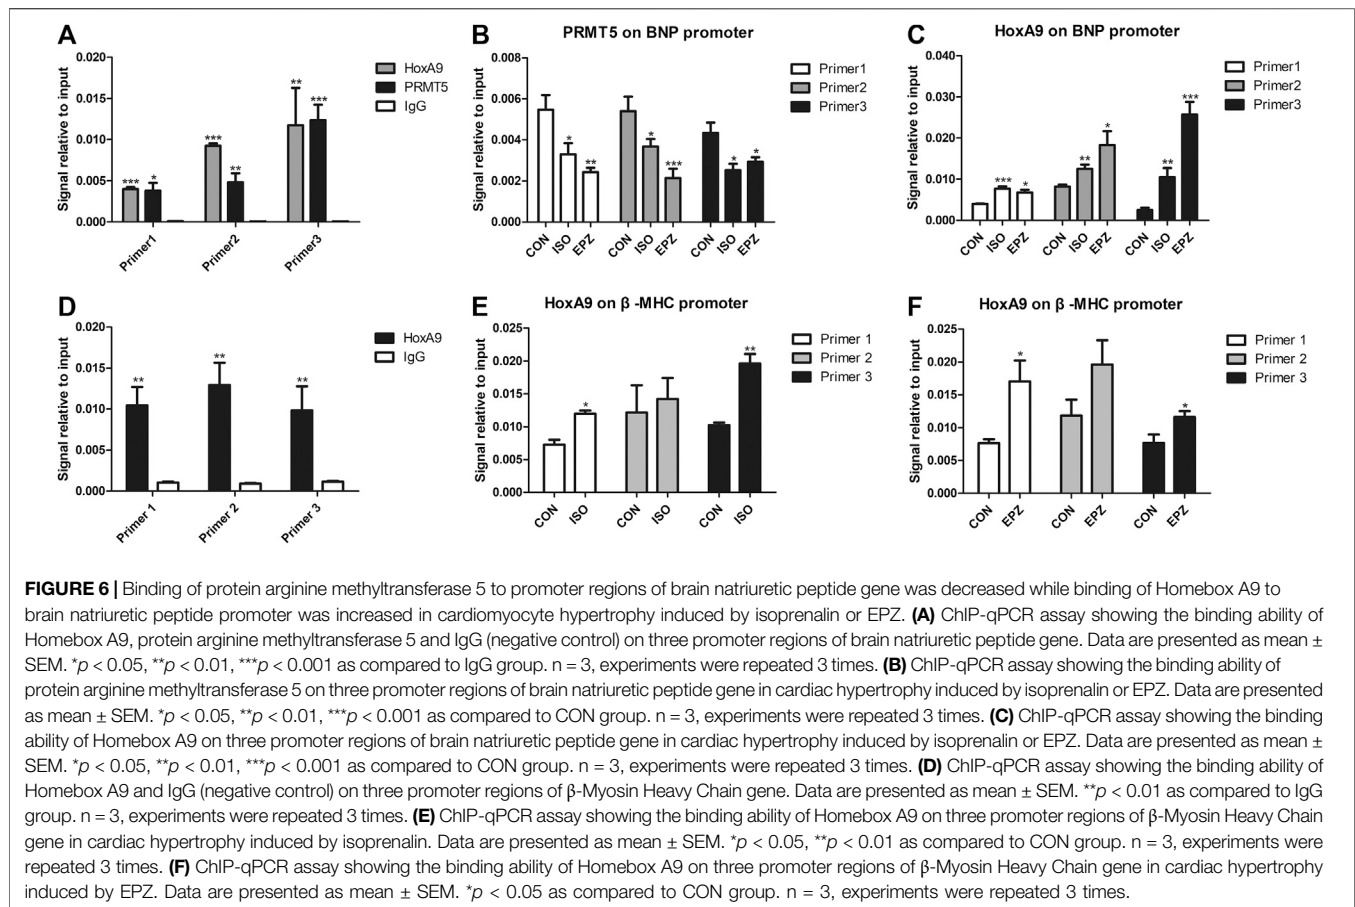 A
Signal relative to input
0.020
0.015
0.010
0.005
0.000
*** *
*** **
** ***
Primer1
Primer2
Primer3
HoxA9
PRMT5
IgG
B
PRMT5 on BNP promoter
Signal relative to input
0.008
0.006
0.004
0.002
0.000
* **
* ***
* *
CON ISO EPZ CON ISO EPZ CON ISO EPZ
Primer1
Primer2
Primer3
C
HoxA9 on BNP promoter
Signal relative to input
0.040
0.030
0.020
0.010
0.000
*** *
** *
** ***
CON ISO EPZ CON ISO EPZ CON ISO EPZ
Primer1
Primer2
Primer3
D
Signal relative to input
0.020
0.015
0.010
0.005
0.000
**
**
**
Primer 1
Primer 2
Primer 3
HoxA9
IgG
E
HoxA9 on β -MHC promoter
Signal relative to input
0.025
0.020
0.015
0.010
0.005
0.000
*
**
CON ISO CON ISO CON ISO
Primer 1
Primer 2
Primer 3
F
HoxA9 on β -MHC promoter
Signal relative to input
0.025
0.020
0.015
0.010
0.005
0.000
*
*
CON EPZ CON EPZ CON EPZ
Primer 1
Primer 2
Primer 3
FIGURE 6 | Binding of protein arginine methyltransferase 5 to promoter regions of brain natriuretic peptide gene was decreased while binding of Homebox A9 to
brain natriuretic peptide promoter was increased in cardiomyocyte hypertrophy induced by isoprenalin or EPZ. (A) ChIP-qPCR assay showing the binding ability of
Homebox A9, protein arginine methyltransferase 5 and IgG (negative control) on three promoter regions of brain natriuretic peptide gene. Data are presented as mean ±
SEM. *p < 0.05, **p < 0.01, ***p < 0.001 as compared to IgG group. n = 3, experiments were repeated 3 times. (B) ChIP-qPCR assay showing the binding ability of
protein arginine methyltransferase 5 on three promoter regions of brain natriuretic peptide gene in cardiac hypertrophy induced by isoprenalin or EPZ. Data are presented
as mean ± SEM. *p < 0.05, **p < 0.01, ***p < 0.001 as compared to CON group. n = 3, experiments were repeated 3 times. (C) ChIP-qPCR assay showing the binding
ability of Homebox A9 on three promoter regions of brain natriuretic peptide gene in cardiac hypertrophy induced by isoprenalin or EPZ. Data are presented as mean ±
SEM. *p < 0.05, **p < 0.01, ***p < 0.001 as compared to CON group. n = 3, experiments were repeated 3 times. (D) ChIP-qPCR assay showing the binding ability of
Homebox A9 and IgG (negative control) on three promoter regions of β-Myosin Heavy Chain gene. Data are presented as mean ± SEM. **p < 0.01 as compared to IgG
group. n = 3, experiments were repeated 3 times. (E) ChIP-qPCR assay showing the binding ability of Homebox A9 on three promoter regions of β-Myosin Heavy Chain
gene in cardiac hypertrophy induced by isoprenalin. Data are presented as mean ± SEM. *p < 0.05, **p < 0.01 as compared to CON group. n = 3, experiments were
repeated 3 times. (F) ChIP-qPCR assay showing the binding ability of Homebox A9 on three promoter regions of β-Myosin Heavy Chain gene in cardiac hypertrophy
induced by EPZ. Data are presented as mean ± SEM. *p < 0.05 as compared to CON group. n = 3, experiments were repeated 3 times.